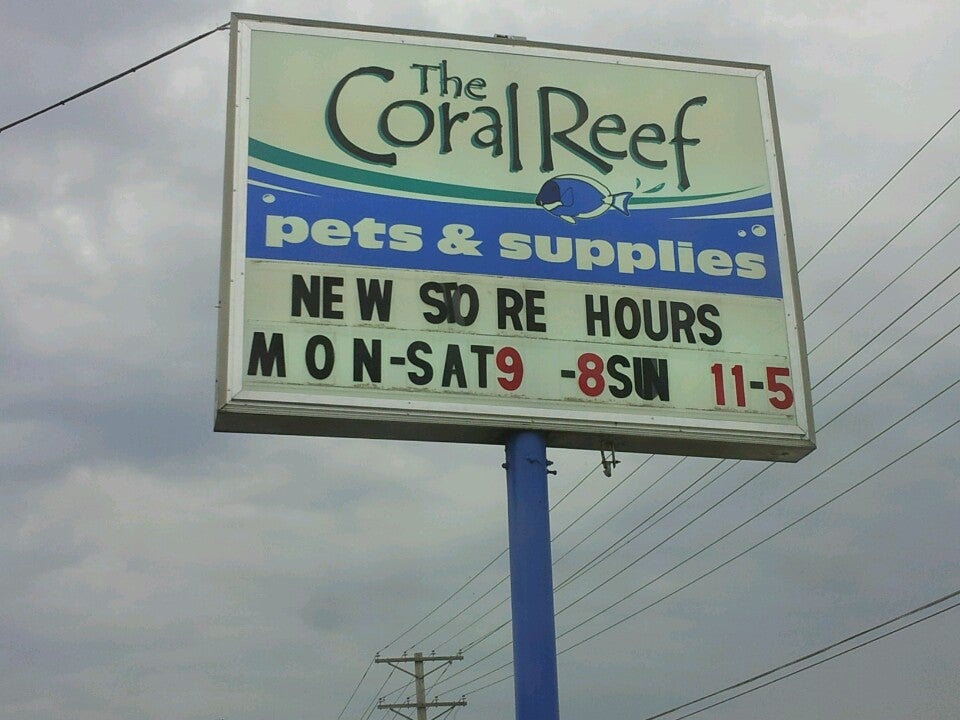 The
Coral Reef
pets & supplies
NEW STORE HOURS
MON-SAT9 -8SUN 11-5